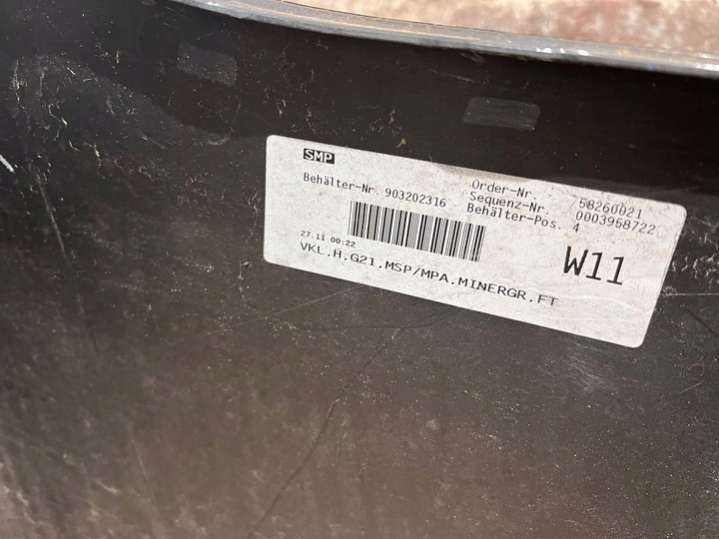 SMP
Behälter-Nr. 903202316
Order-Nr. 58260021
Sequenz-Nr. 0003958722
Behälter-Pos. 4
27.11 00:22
VKL.H.G21.MSP/MPA.MINERGR.FT
W11